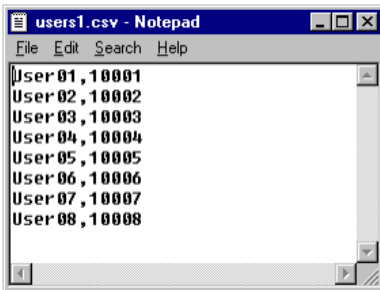 users1.csv - Notepad
File Edit Search Help
User01,10001
User02,10002
User03,10003
User04,10004
User05,10005
User06,10006
User07,10007
User08,10008